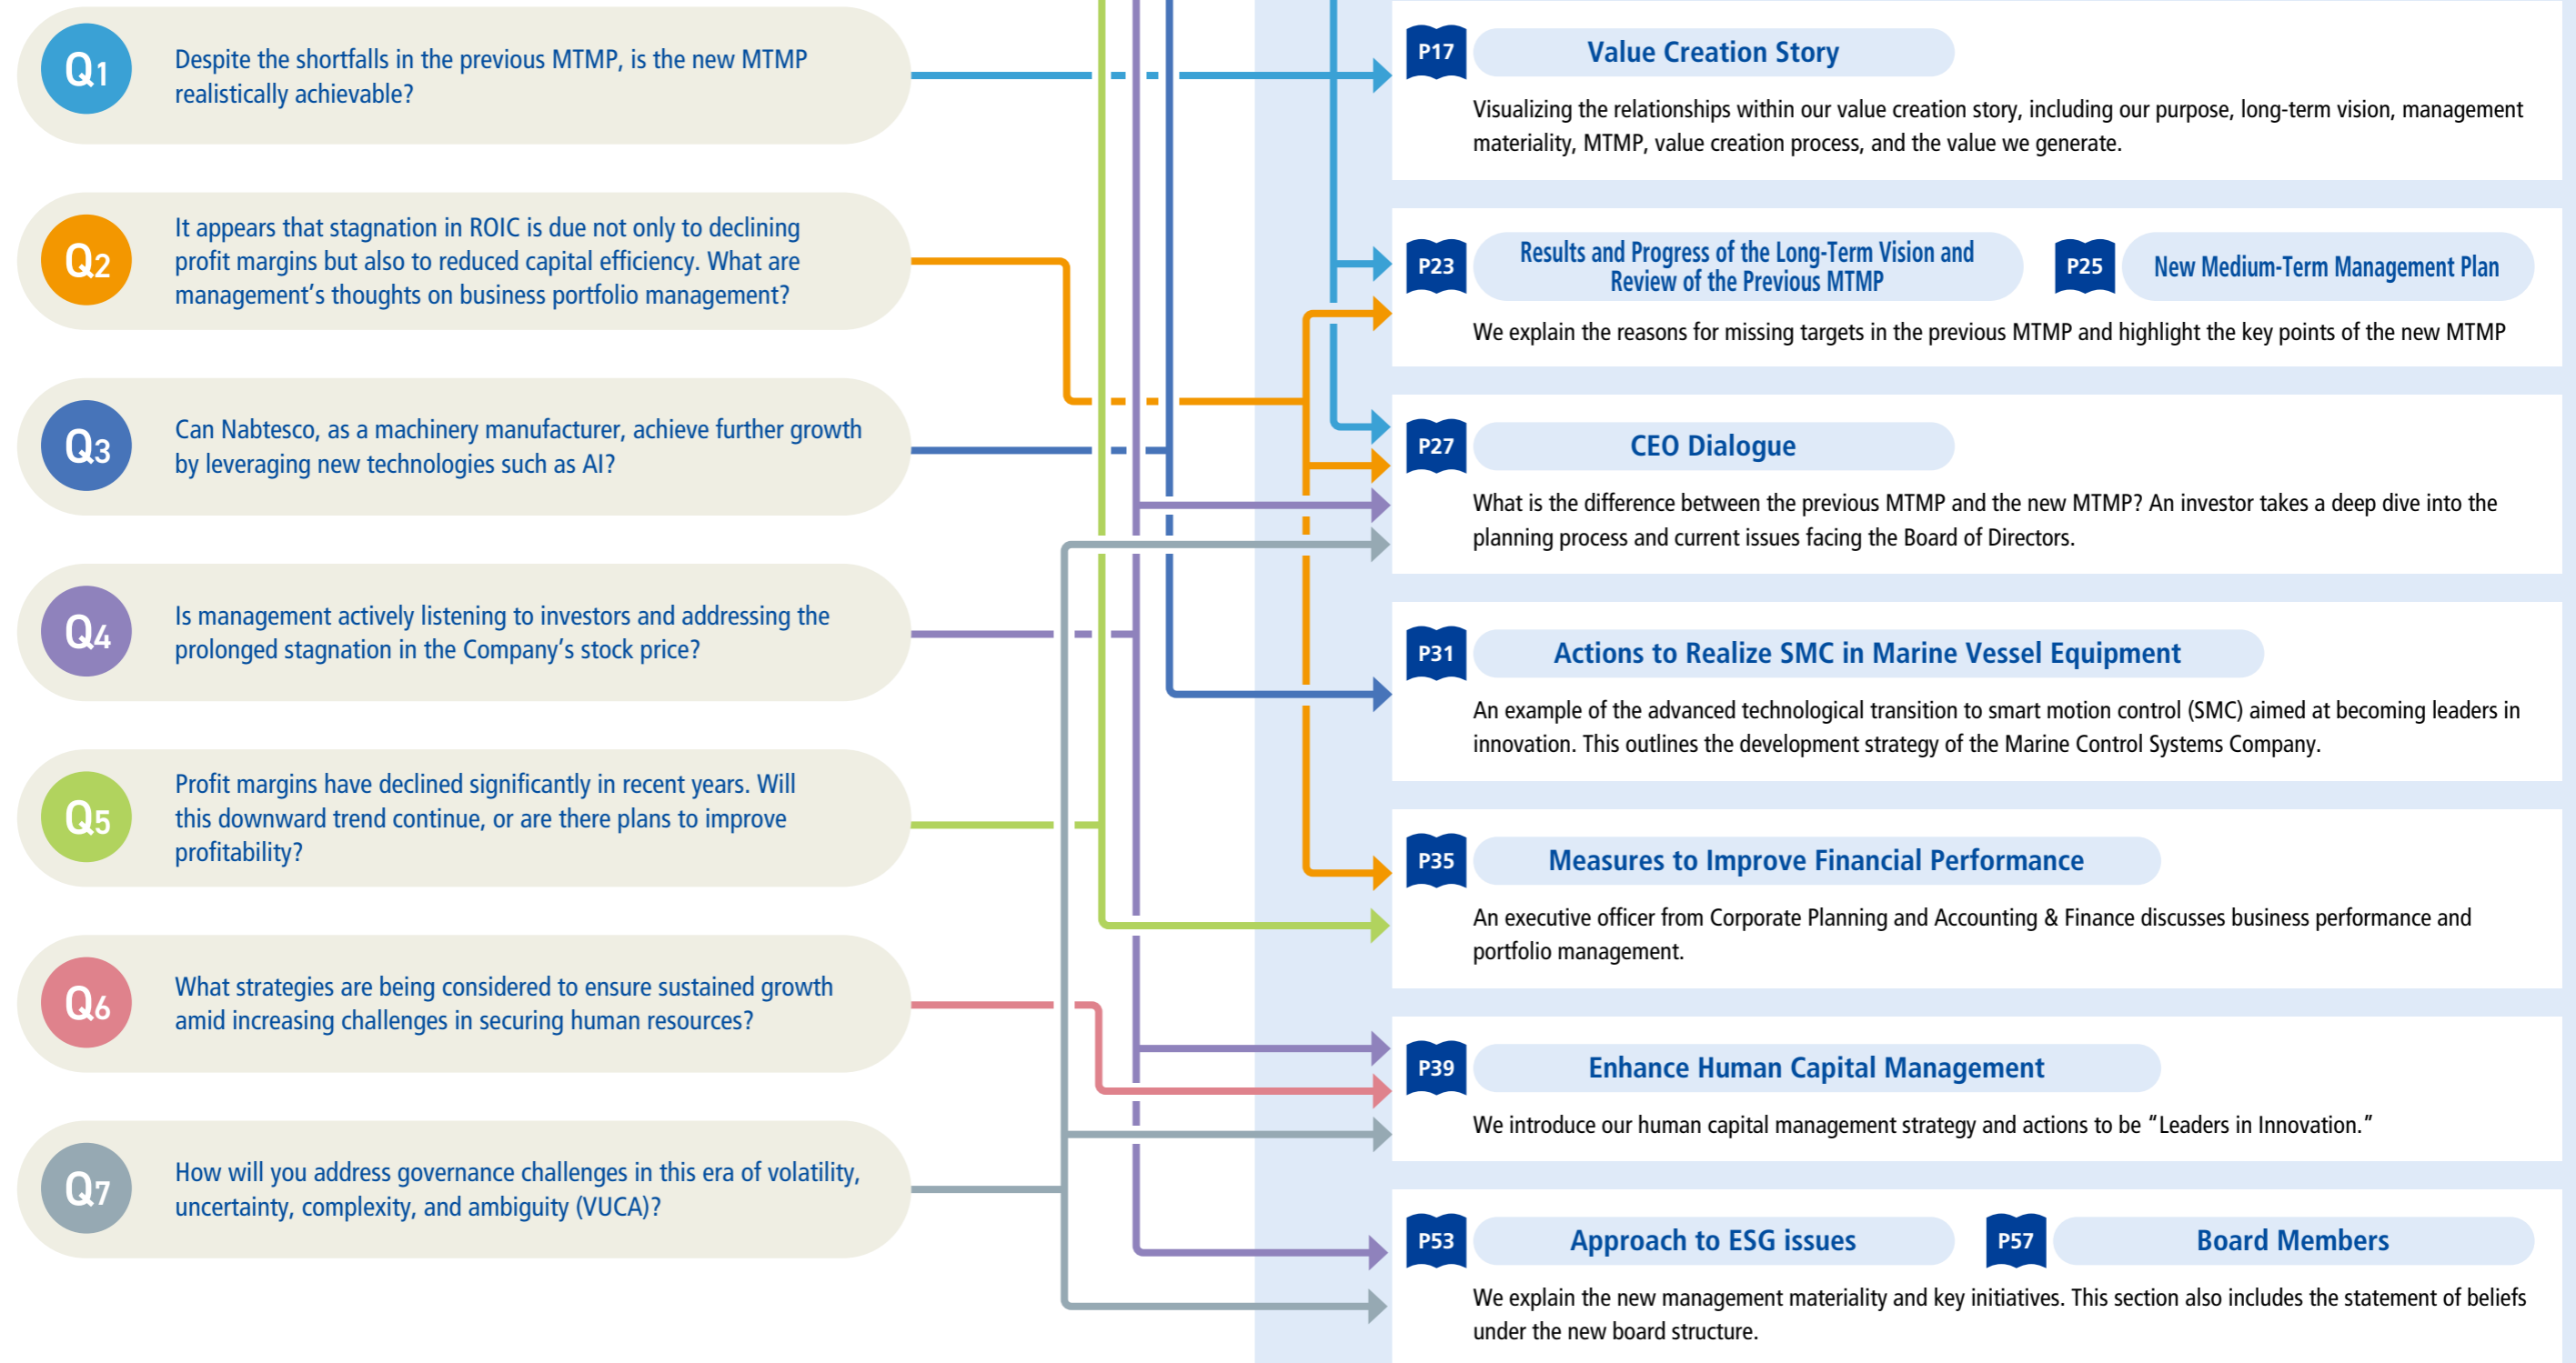 Q1
Despite the shortfalls in the previous MTMP, is the new MTMP
realistically achievable?
Q2
It appears that stagnation in ROIC is due not only to declining
profit margins but also to reduced capital efficiency. What are
management's thoughts on business portfolio management?
Q3
Can Nabtesco, as a machinery manufacturer, achieve further growth
by leveraging new technologies such as AI?
Q4
Is management actively listening to investors and addressing the
prolonged stagnation in the Company's stock price?
Q5
Profit margins have declined significantly in recent years. Will
this downward trend continue, or are there plans to improve
profitability?
Q6
What strategies are being considered to ensure sustained growth
amid increasing challenges in securing human resources?
Q7
How will you address governance challenges in this era of volatility,
uncertainty, complexity, and ambiguity (VUCA)?
P17
Value Creation Story
Visualizing the relationships within our value creation story, including our purpose, long-term vision, management
materiality, MTMP, value creation process, and the value we generate.
P23
Results and Progress of the Long-Term Vision and
Review of the Previous MTMP
P25
New Medium-Term Management Plan
We explain the reasons for missing targets in the previous MTMP and highlight the key points of the new MTMP
P27
CEO Dialogue
What is the difference between the previous MTMP and the new MTMP? An investor takes a deep dive into the
planning process and current issues facing the Board of Directors.
P31
Actions to Realize SMC in Marine Vessel Equipment
An example of the advanced technological transition to smart motion control (SMC) aimed at becoming leaders in
innovation. This outlines the development strategy of the Marine Control Systems Company.
P35
Measures to Improve Financial Performance
An executive officer from Corporate Planning and Accounting & Finance discusses business performance and
portfolio management.
P39
Enhance Human Capital Management
We introduce our human capital management strategy and actions to be "Leaders in Innovation."
P53
Approach to ESG issues
P57
Board Members
We explain the new management materiality and key initiatives. This section also includes the statement of beliefs
under the new board structure.